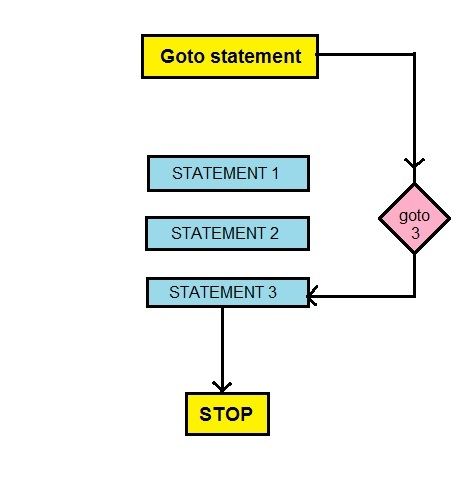 Goto statement
STATEMENT 1
goto
3
STATEMENT 2
STATEMENT 3
STOP